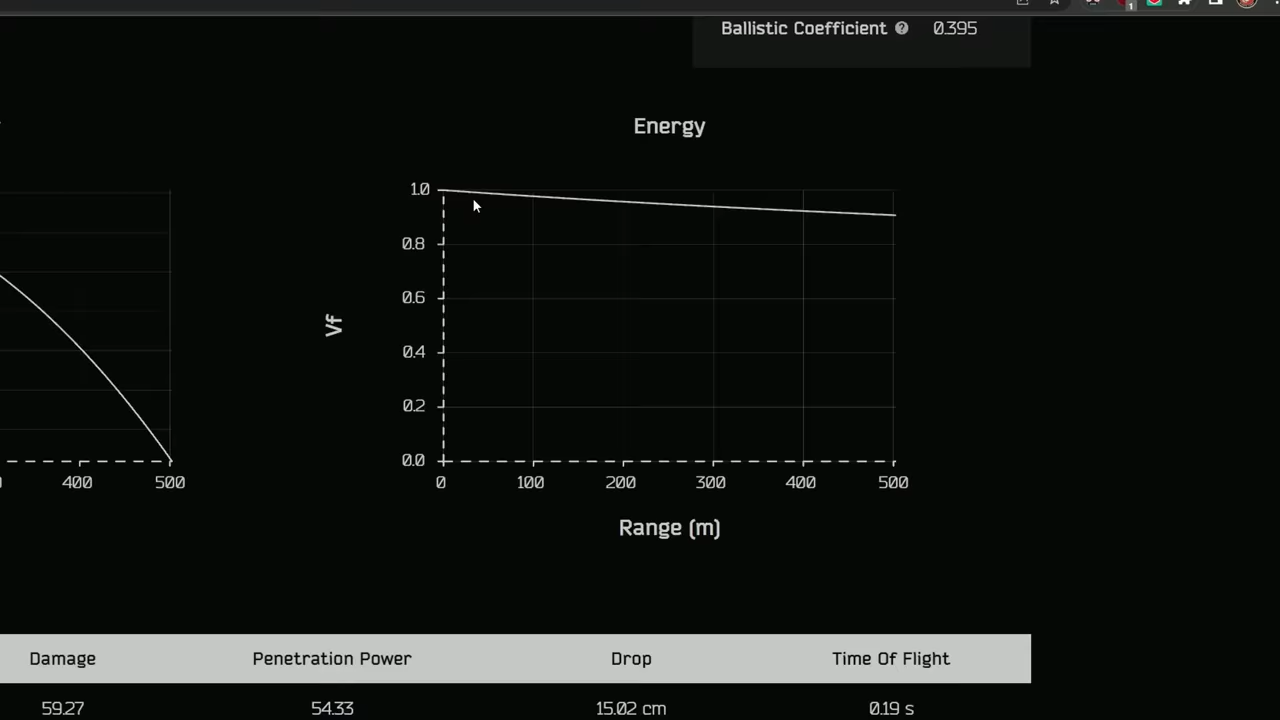 1
Ballistic Coefficient ? 0.395
Energy
1.0
0.8
0.6
0.4
0.2
0.0
Vf
400 500
0 100 200 300 400 500
Range (m)
Damage Penetration Power Drop Time Of Flight
59.27 54.33 15.02 cm 0.19 s